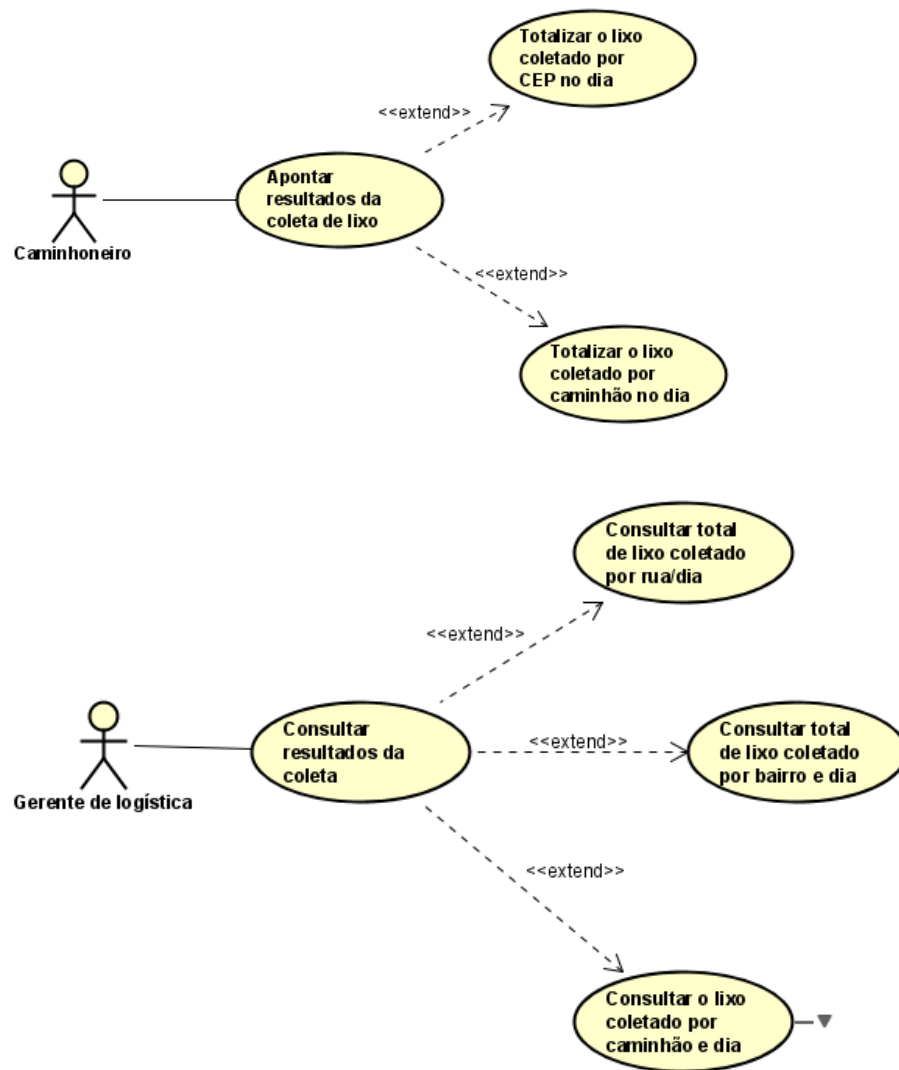 Totalizar o lixo
coletado por
CEP no dia
<<extend>>
Apontar
resultados da
coleta de lixo
Caminhoneiro
<<extend>>
Totalizar o lixo
coletado por
caminhão no dia
Consultar total
de lixo coletado
por rua/dia
<<extend>>
Consultar
resultados da
coleta
<<extend>>
Consultar total
de lixo coletado
por bairro e dia
Gerente de logística
<<extend>>
Consultar o lixo
coletado por
caminhão e dia